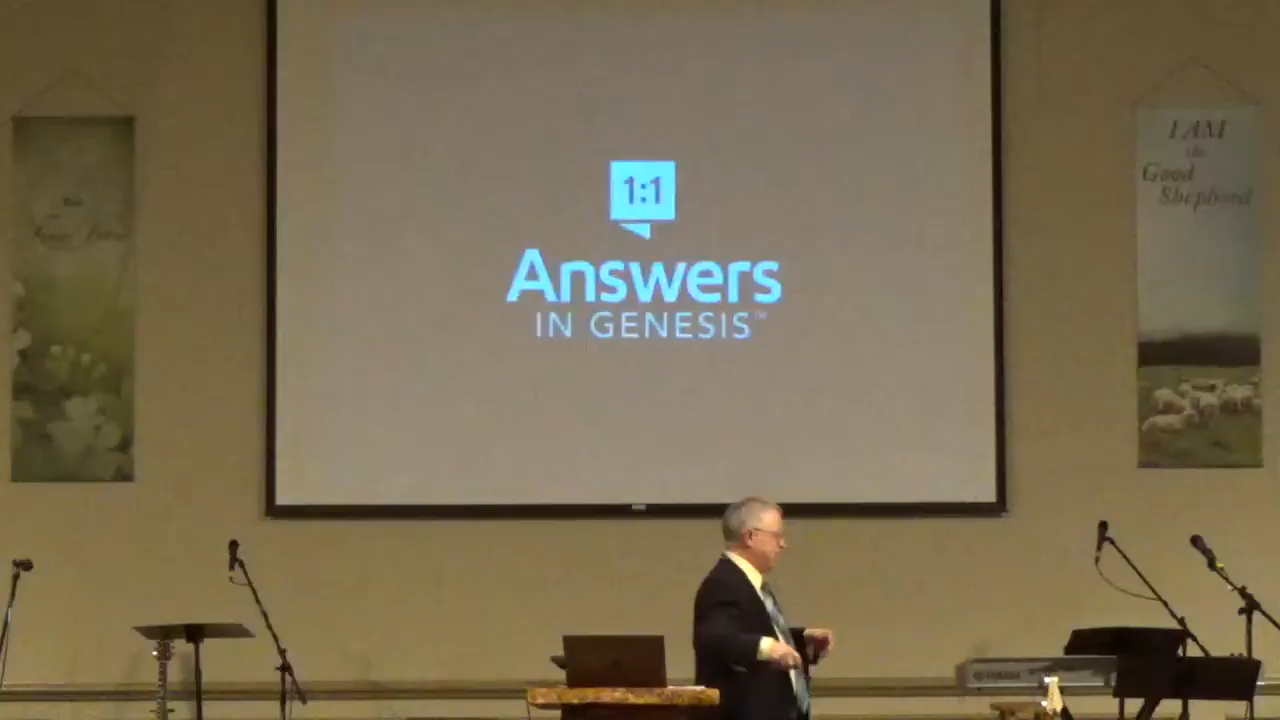 1:1
Answers
IN GENESIS™
I AM
the
Good
Shepherd
YAMAHA